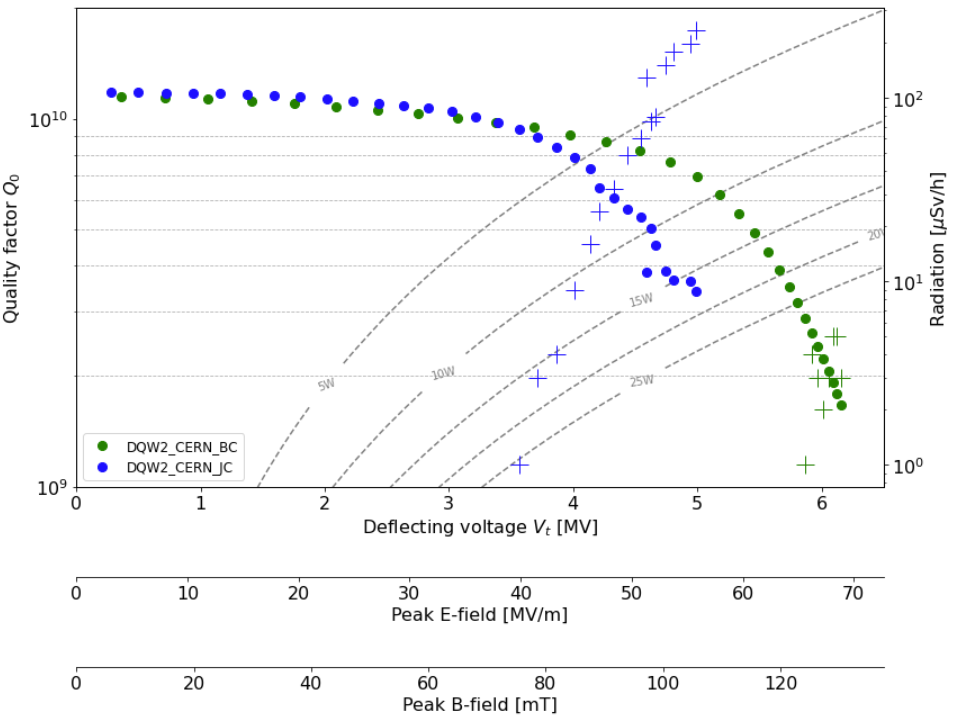 Quality factor Q₀
10¹⁰
10⁹
5W
10W
15W
20W
25W
DQW2_CERN_BC
DQW2_CERN_JC
10²
10¹
10⁰
Radiation [μSv/h]
0 1 2 3 4 5 6
Deflecting voltage Vₜ [MV]
0 10 20 30 40 50 60 70
Peak E-field [MV/m]
0 20 40 60 80 100 120
Peak B-field [mT]